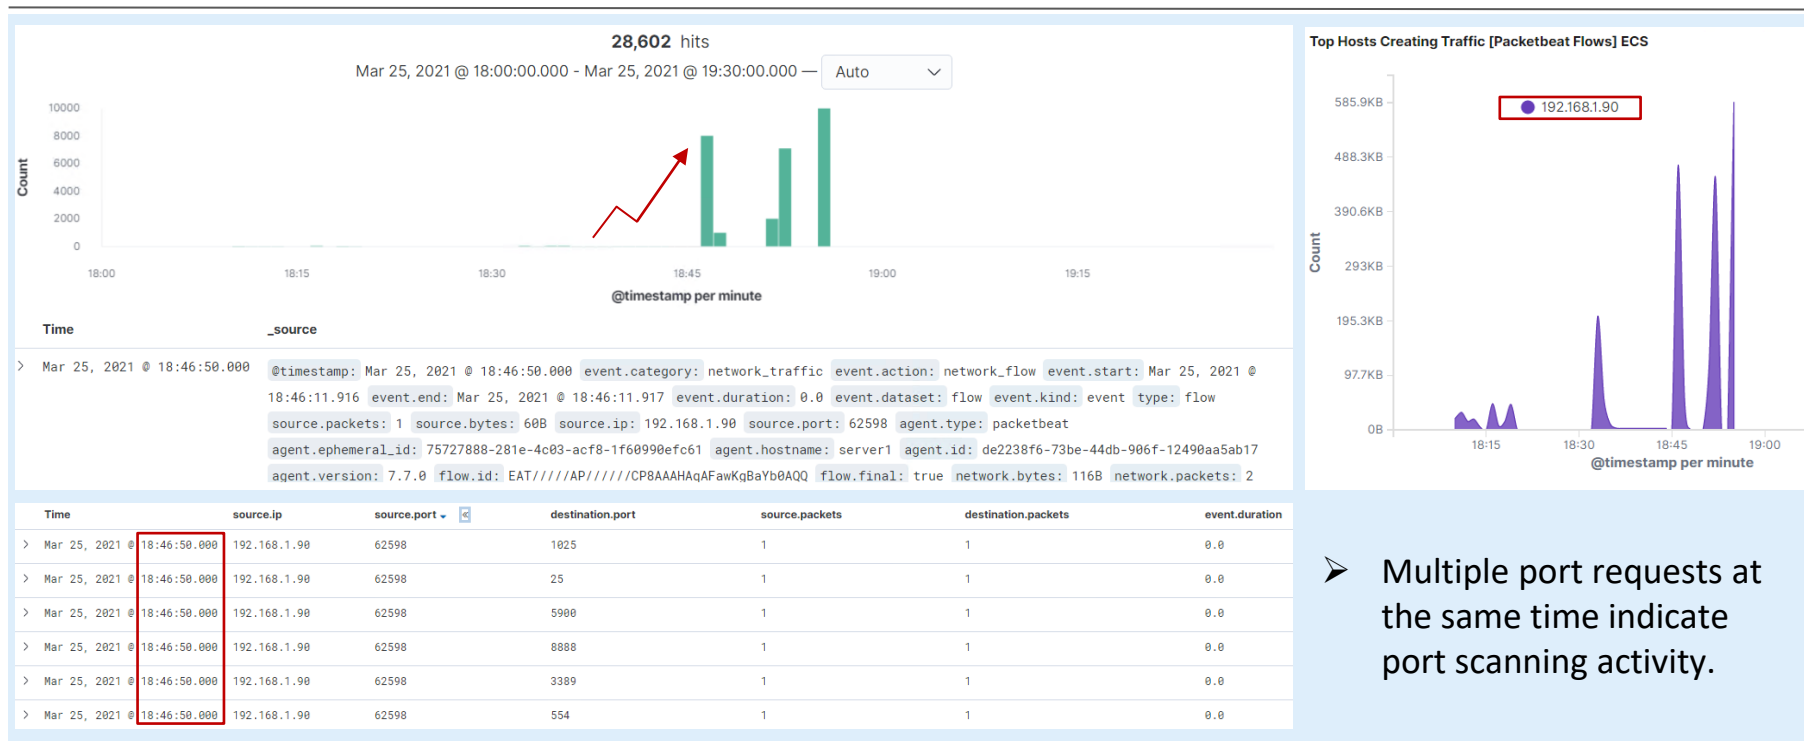 28,602 hits
Mar 25, 2021 @ 18:00:00.000 - Mar 25, 2021 @ 19:30:00.000 — Auto
10000
8000
6000
4000
2000
0
Count
18:00 18:15 18:30 18:45 19:00 19:15
@timestamp per minute
Time _source
Mar 25, 2021 @ 18:46:50.000 @timestamp: Mar 25, 2021 @ 18:46:50.000 event.category: network_traffic event.action: network_flow event.start: Mar 25, 2021 @
18:46:11.916 event.end: Mar 25, 2021 @ 18:46:11.917 event.duration: 0.0 event.dataset: flow event.kind: event type: flow
source.packets: 1 source.bytes: 60B source.ip: 192.168.1.90 source.port: 62598 agent.type: packetbeat
agent.ephemeral_id: 75727888-281e-4c03-acf8-1f60990efc61 agent.hostname: server1 agent.id: de2238f6-73be-44db-906f-12490aa5ab17
agent.version: 7.7.0 flow.id: EAT/////AP//////CP8AAAHAqAFawKgBaYb0AQQ flow.final: true network.bytes: 116B network.packets: 2
Time source.ip source.port destination.port source.packets destination.packets event.duration
Mar 25, 2021 @ 18:46:50.000 192.168.1.90 62598 1025 1 1 0.0
Mar 25, 2021 @ 18:46:50.000 192.168.1.90 62598 25 1 1 0.0
Mar 25, 2021 @ 18:46:50.000 192.168.1.90 62598 5900 1 1 0.0
Mar 25, 2021 @ 18:46:50.000 192.168.1.90 62598 8888 1 1 0.0
Mar 25, 2021 @ 18:46:50.000 192.168.1.90 62598 3389 1 1 0.0
Mar 25, 2021 @ 18:46:50.000 192.168.1.90 62598 554 1 1 0.0
Top Hosts Creating Traffic [Packetbeat Flows] ECS
192.168.1.90
585.9KB
488.3KB
390.6KB
293KB
195.3KB
97.7KB
0B
Count
18:15 18:30 18:45 19:00
@timestamp per minute
Multiple port requests at
the same time indicate
port scanning activity.